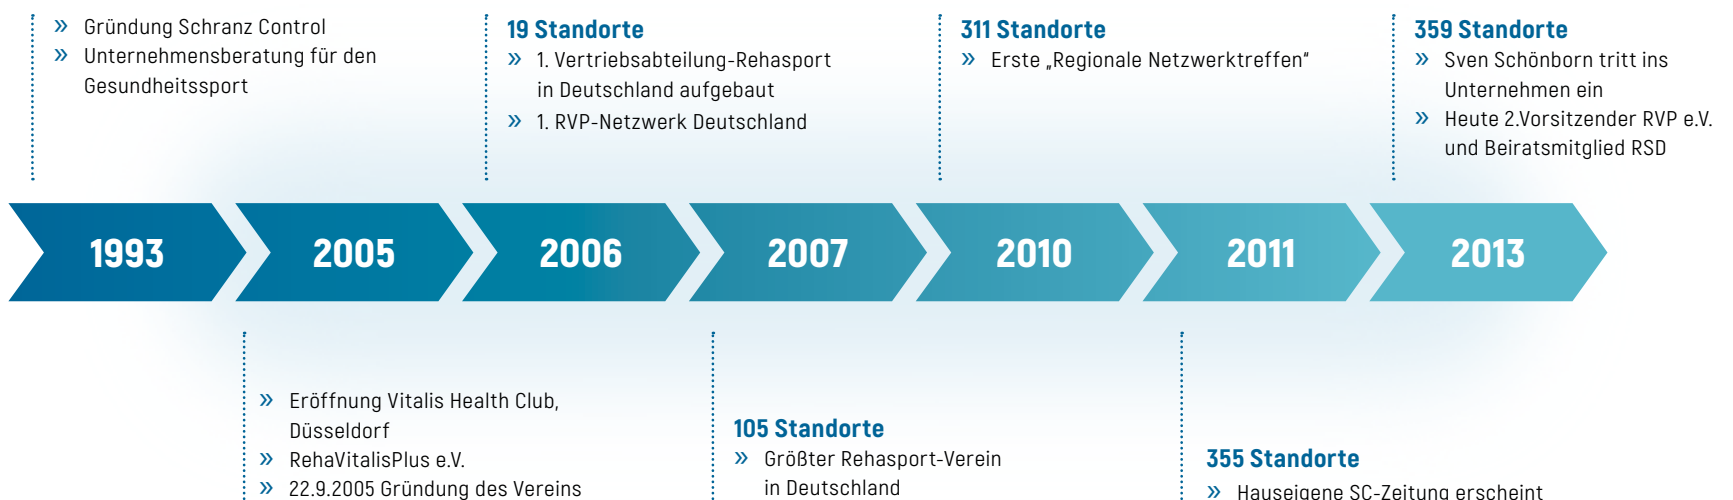 » Gründung Schranz Control
» Unternehmensberatung für den
Gesundheitssport
19 Standorte
» 1. Vertriebsabteilung-Rehasport
in Deutschland aufgebaut
» 1. RVP-Netzwerk Deutschland
311 Standorte
» Erste „Regionale Netzwerktreffen“
359 Standorte
» Sven Schönborn tritt ins
Unternehmen ein
» Heute 2.Vorsitzender RVP e.V.
und Beiratsmitglied RSD
1993 2005 2006 2007 2010 2011 2013
» Eröffnung Vitalis Health Club,
Düsseldorf
» RehaVitalisPlus e.V.
» 22.9.2005 Gründung des Vereins
105 Standorte
» Größter Rehasport-Verein
in Deutschland
355 Standorte
» Hauseigene SC-Zeitung erscheint